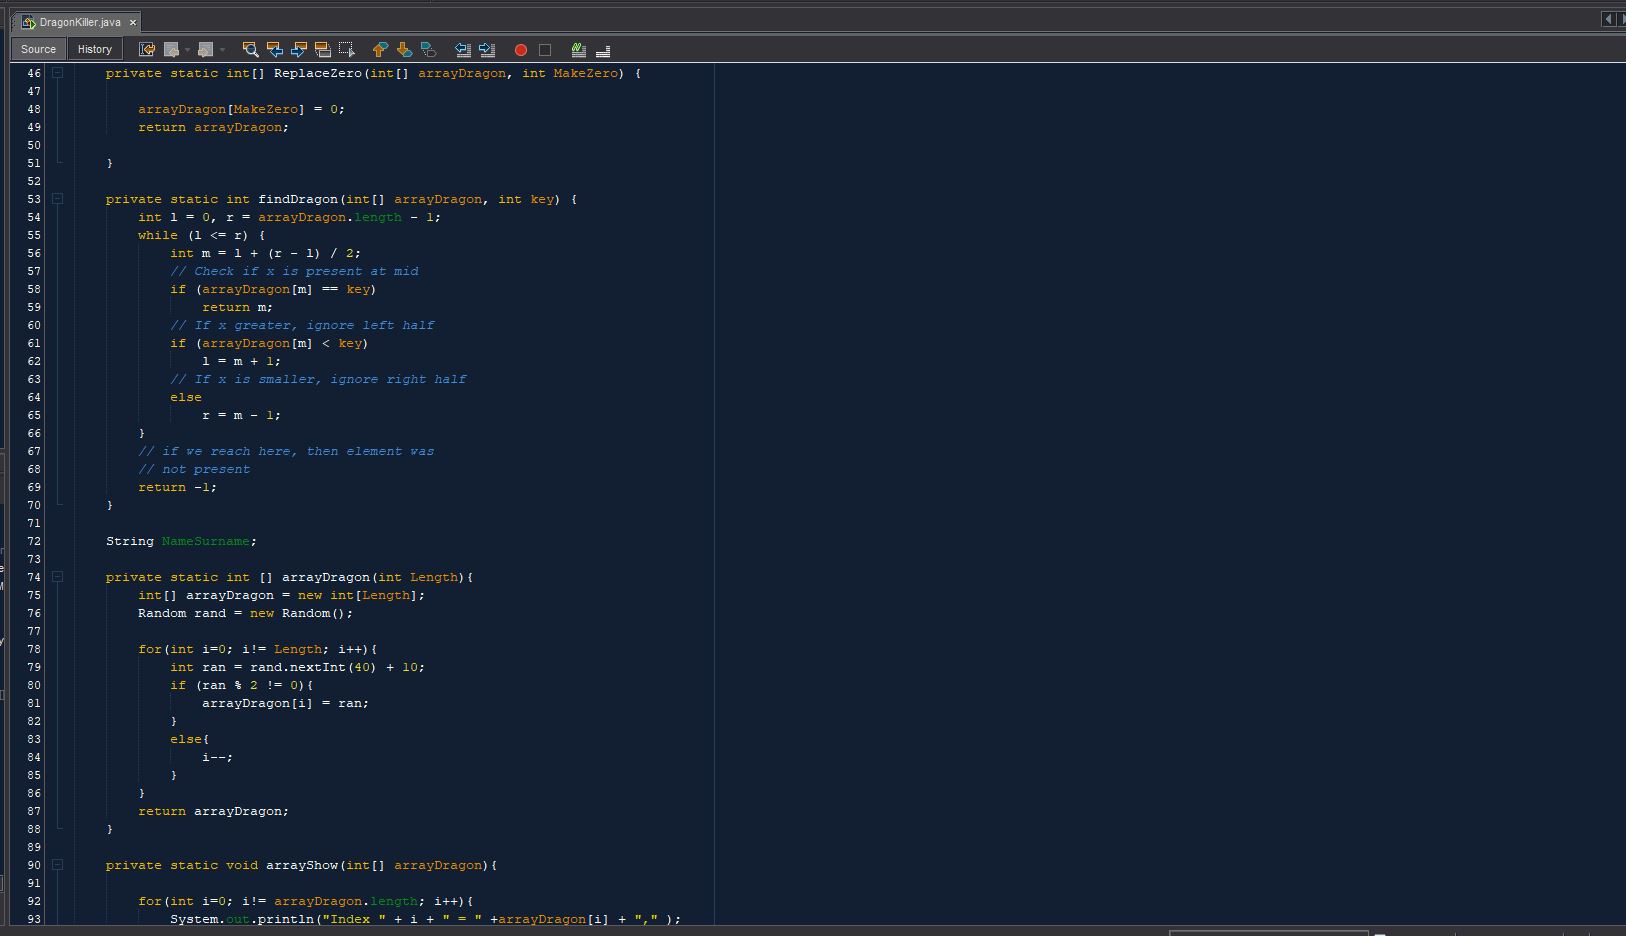 DragonKiller.java ×
Source History
46 private static int[] ReplaceZero(int[] arrayDragon, int MakeZero) {
47
48 arrayDragon[MakeZero] = 0;
49 return arrayDragon;
50
51 }
52
53 private static int findDragon(int[] arrayDragon, int key) {
54 int l = 0, r = arrayDragon.length - 1;
55 while (l <= r) {
56 int m = l + (r - l) / 2;
57 // Check if x is present at mid
58 if (arrayDragon[m] == key)
59 return m;
60 // If x greater, ignore left half
61 if (arrayDragon[m] < key)
62 l = m + 1;
63 // If x is smaller, ignore right half
64 else
65 r = m - 1;
66 }
67 // if we reach here, then element was
68 // not present
69 return -1;
70 }
71
72 String NameSurname;
73
74 private static int [] arrayDragon(int Length){
75 int[] arrayDragon = new int[Length];
76 Random rand = new Random();
77
78 for(int i=0; i!= Length; i++){
79 int ran = rand.nextInt(40) + 10;
80 if (ran % 2 != 0){
81 arrayDragon[i] = ran;
82 }
83 else{
84 i--;
85 }
86 }
87 return arrayDragon;
88 }
89
90 private static void arrayShow(int[] arrayDragon){
91
92 for(int i=0; i!= arrayDragon.length; i++){
93 System.out.println("Index " + i + " = " +arrayDragon[i] + "," );